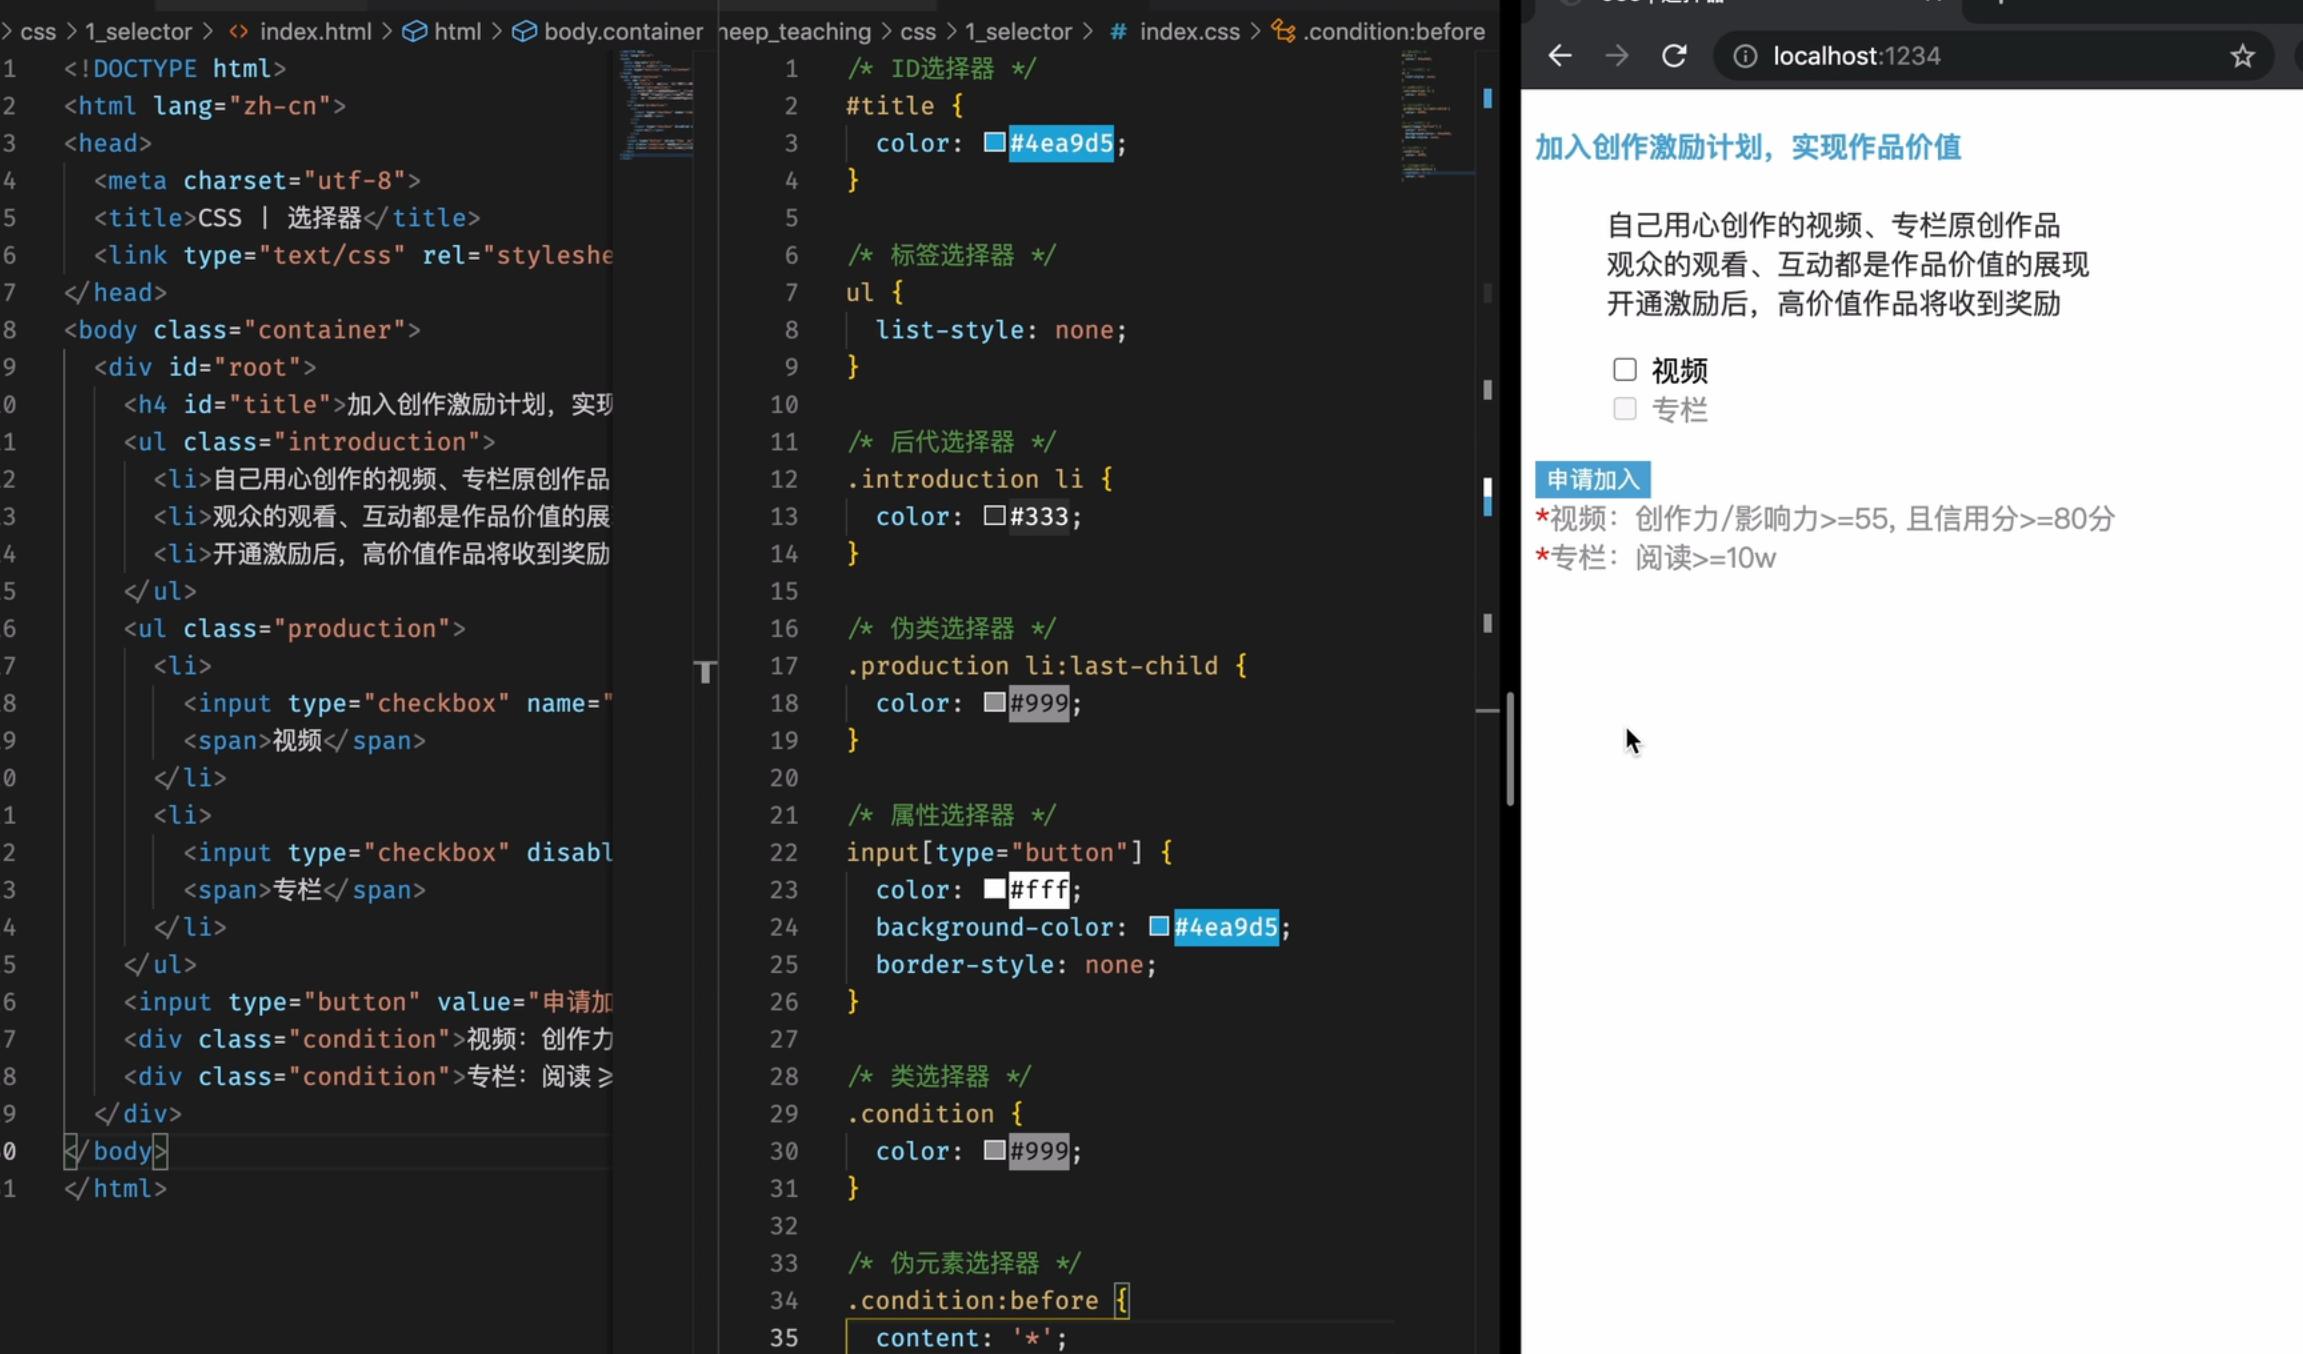 css > 1_selector > index.html > html > body.container
1 <!DOCTYPE html>
2 <html lang="zh-cn">
3 <head>
4 <meta charset="utf-8">
5 <title>CSS | 选择器</title>
6 <link type="text/css" rel="styleshe
7 </head>
8 <body class="container">
9 <div id="root">
0 <h4 id="title">加入创作激励计划，实现
1 <ul class="introduction">
2 <li>自己用心创作的视频、专栏原创作品
3 <li>观众的观看、互动都是作品价值的展
4 <li>开通激励后，高价值作品将收到奖励
5 </ul>
6 <ul class="production">
7 <li>
8 <input type="checkbox" name="
9 <span>视频</span>
0 </li>
1 <li>
2 <input type="checkbox" disabl
3 <span>专栏</span>
4 </li>
5 </ul>
6 <input type="button" value="申请加
7 <div class="condition">视频：创作力
8 <div class="condition">专栏：阅读>
9 </div>
0 </body>
1 </html>
heep_teaching > css > 1_selector > # index.css > .condition:before
1 /* ID选择器 */
2 #title {
3 color: #4ea9d5;
4 }
5
6 /* 标签选择器 */
7 ul {
8 list-style: none;
9 }
10
11 /* 后代选择器 */
12 .introduction li {
13 color: #333;
14 }
15
16 /* 伪类选择器 */
17 .production li:last-child {
18 color: #999;
19 }
20
21 /* 属性选择器 */
22 input[type="button"] {
23 color: #fff;
24 background-color: #4ea9d5;
25 border-style: none;
26 }
27
28 /* 类选择器 */
29 .condition {
30 color: #999;
31 }
32
33 /* 伪元素选择器 */
34 .condition:before {
35 content: '*';
localhost:1234
加入创作激励计划，实现作品价值
自己用心创作的视频、专栏原创作品
观众的观看、互动都是作品价值的展现
开通激励后，高价值作品将收到奖励
视频
专栏
申请加入
*视频：创作力/影响力>=55, 且信用分>=80分
*专栏：阅读>=10w